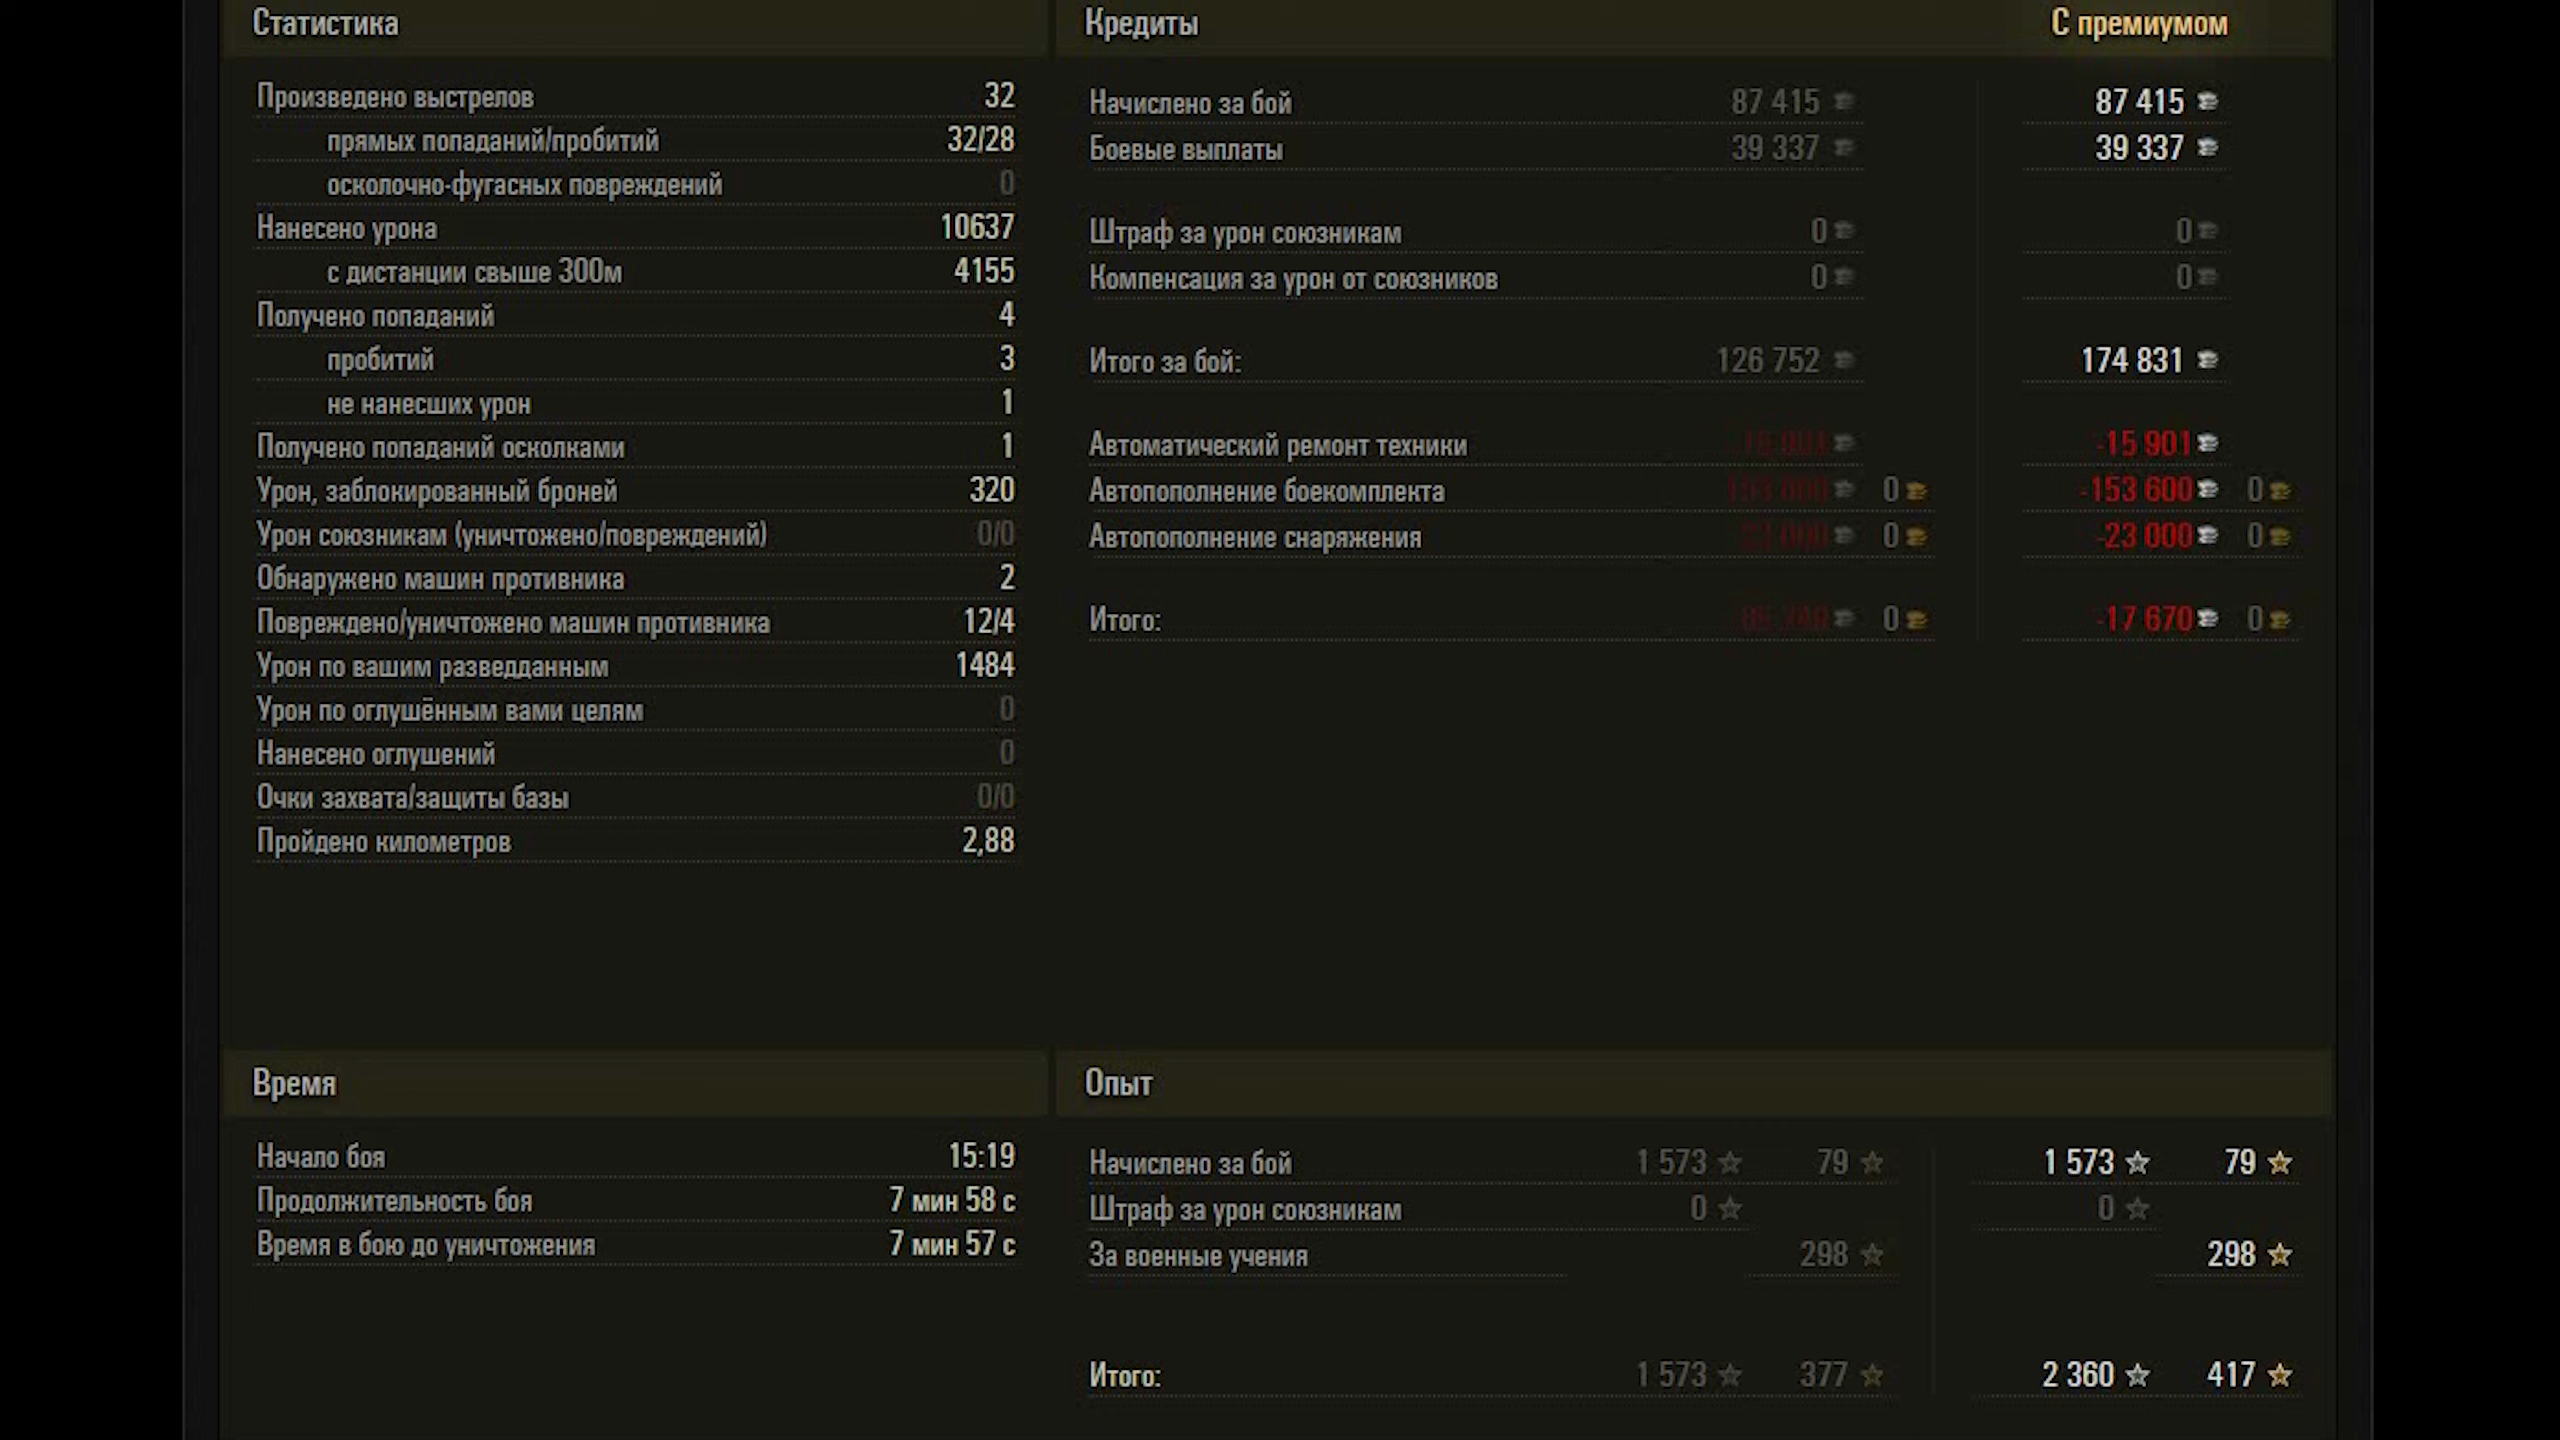 Статистика
Произведено выстрелов 32
прямых попаданий/пробитий 32/28
осколочно-фугасных повреждений 0
Нанесено урона 10637
с дистанции свыше 300м 4155
Получено попаданий 4
пробитий 3
не нанесших урон 1
Получено попаданий осколками 1
Урон, заблокированный броней 320
Урон союзникам (уничтожено/повреждений) 0/0
Обнаружено машин противника 2
Повреждено/уничтожено машин противника 12/4
Урон по вашим разведданным 1484
Урон по оглушённым вами целям 0
Нанесено оглушений 0
Очки захвата/защиты базы 0/0
Пройдено километров 2,88
Кредиты С премиумом
Начислено за бой 87 415 87 415
Боевые выплаты 39 337 39 337
Штраф за урон союзникам 0 0
Компенсация за урон от союзников 0 0
Итого за бой: 126 752 174 831
Автоматический ремонт техники -15 901
Автопополнение боекомплекта 0 -153 600 0
Автопополнение снаряжения 0 -23 000 0
Итого: 0 -17 670 0
Время
Начало боя 15:19
Продолжительность боя 7 мин 58 с
Время в бою до уничтожения 7 мин 57 с
Опыт
Начислено за бой 1 573 79 1 573 79
Штраф за урон союзникам 0 0
За военные учения 298 298
Итого: 1 573 377 2 360 417